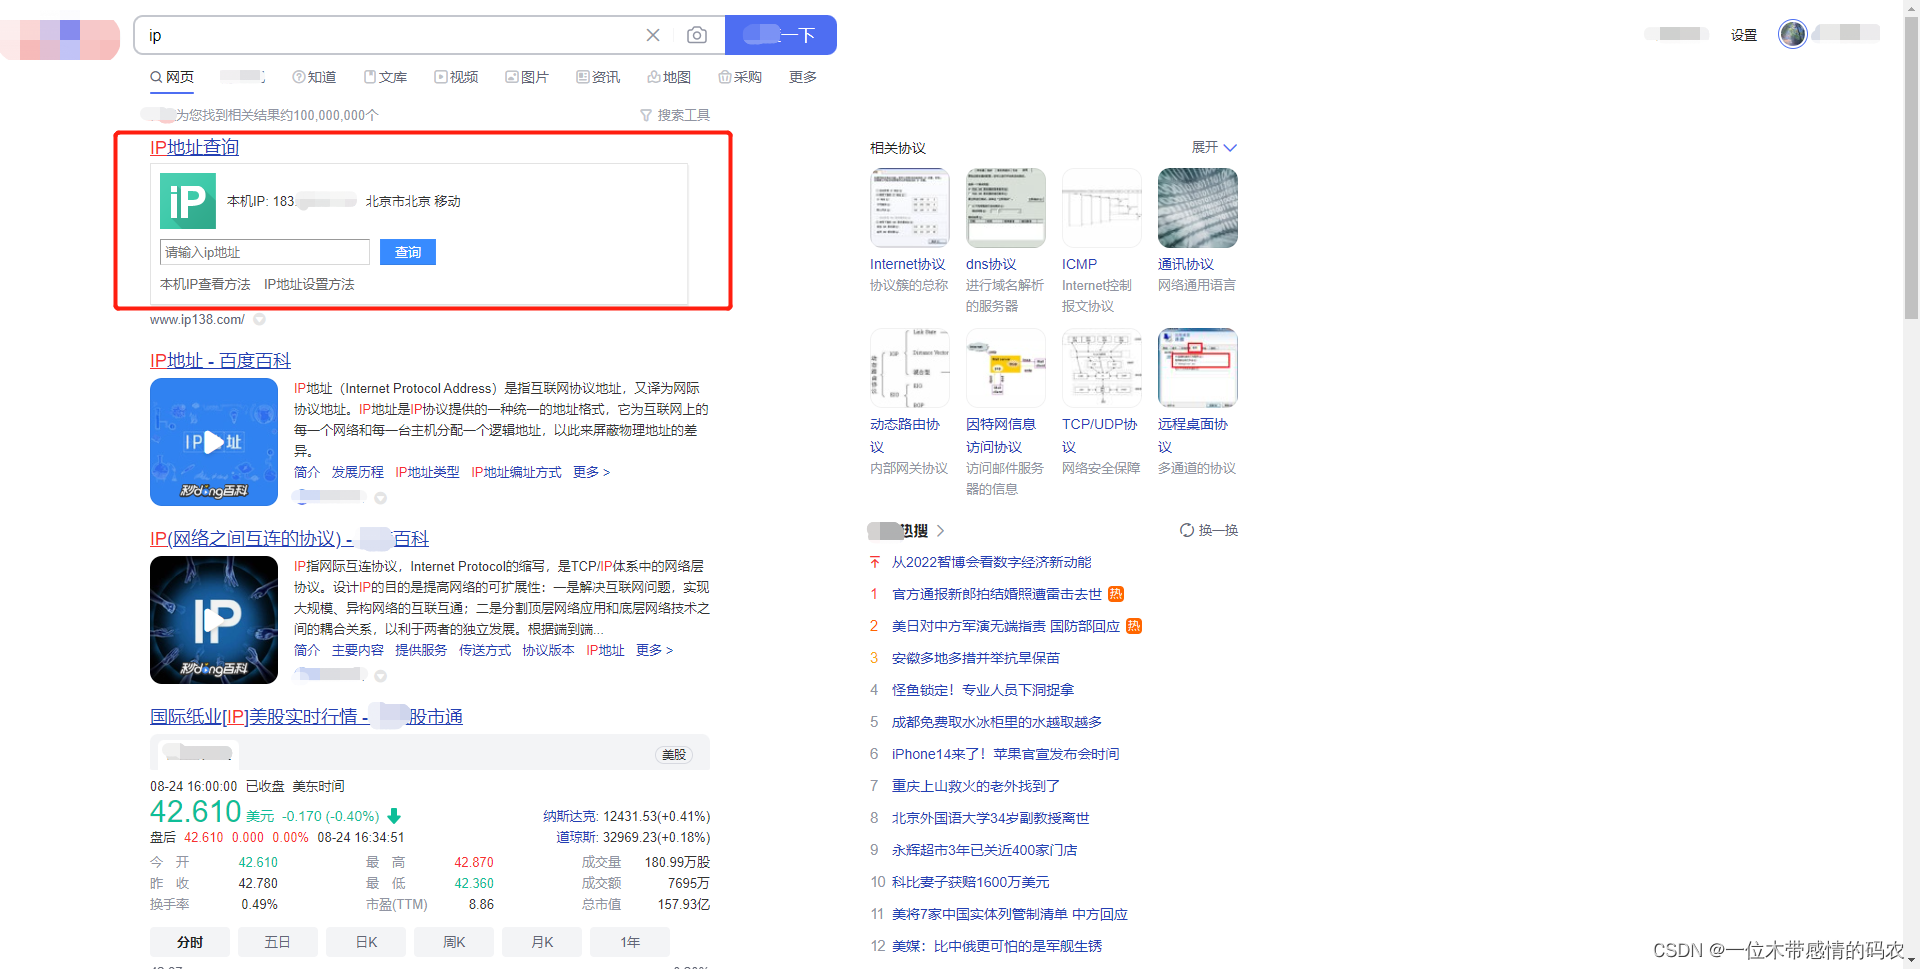 ip
一下
设置
网页 知道 文库 视频 图片 资讯 地图 采购 更多
为您找到相关结果约100,000,000个 搜索工具
IP地址查询
iP
本机IP: 183. 北京市北京 移动
请输入ip地址 查询
本机IP查看方法 IP地址设置方法
www.ip138.com/
IP地址 - 百度百科
IP地址（Internet Protocol Address）是指互联网协议地址，又译为网际
协议地址。IP地址是IP协议提供的一种统一的地址格式，它为互联网上的
每一个网络和每一台主机分配一个逻辑地址，以此来屏蔽物理地址的差
异。
简介 发展历程 IP地址类型 IP地址编址方式 更多 >
秒dong百科
IP(网络之间互连的协议) - 百科
IP指网际互连协议，Internet Protocol的缩写，是TCP/IP体系中的网络层
协议。设计IP的目的是提高网络的可扩展性：一是解决互联网问题，实现
大规模、异构网络的互联互通；二是分割顶层网络应用和底层网络技术之
间的耦合关系，以利于两者的独立发展。根据端到端...
简介 主要内容 提供服务 传送方式 协议版本 IP地址 更多 >
IP
秒dong百科
国际纸业[IP]美股实时行情 - 股市通
美股
08-24 16:00:00 已收盘 美东时间
42.610 美元 -0.170 (-0.40%) 纳斯达克: 12431.53(+0.41%)
盘后 42.610 0.000 0.00% 08-24 16:34:51 道琼斯: 32969.23(+0.18%)
今 开 42.610 最 高 42.870 成交量 180.99万股
昨 收 42.780 最 低 42.360 成交额 7695万
换手率 0.49% 市盈(TTM) 8.86 总市值 157.93亿
分时 五日 日K 周K 月K 1年
相关协议 展开
Internet协议 dns协议 ICMP 通讯协议
协议簇的总称 进行域名解析 Internet控制 网络通用语言
的服务器 报文协议
动态路由协 因特网信息 TCP/UDP协 远程桌面协
议 访问协议 议 议
内部网关协议 访问邮件服务 网络安全保障 多通道的协议
器的信息
热搜 换一换
从2022智博会看数字经济新动能
1 官方通报新郎拍结婚照遭雷击去世 热
2 美日对中方军演无端指责 国防部回应 热
3 安徽多地多措并举抗旱保苗
4 怪鱼锁定！专业人员下洞捉拿
5 成都免费取水冰柜里的水越取越多
6 iPhone14来了！苹果官宣发布会时间
7 重庆上山救火的老外找到了
8 北京外国语大学34岁副教授离世
9 永辉超市3年已关近400家门店
10 科比妻子获赔1600万美元
11 美将7家中国实体列管制清单 中方回应
12 美媒：比中俄更可怕的是军舰生锈
CSDN @一位木带感情的码农